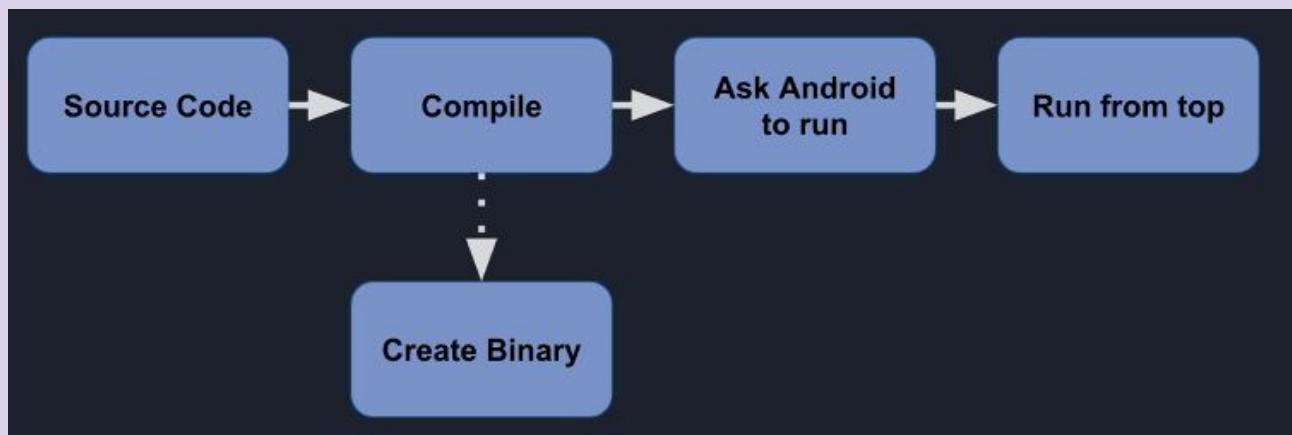 Source Code
Compile
Ask Android
to run
Run from top
Create Binary